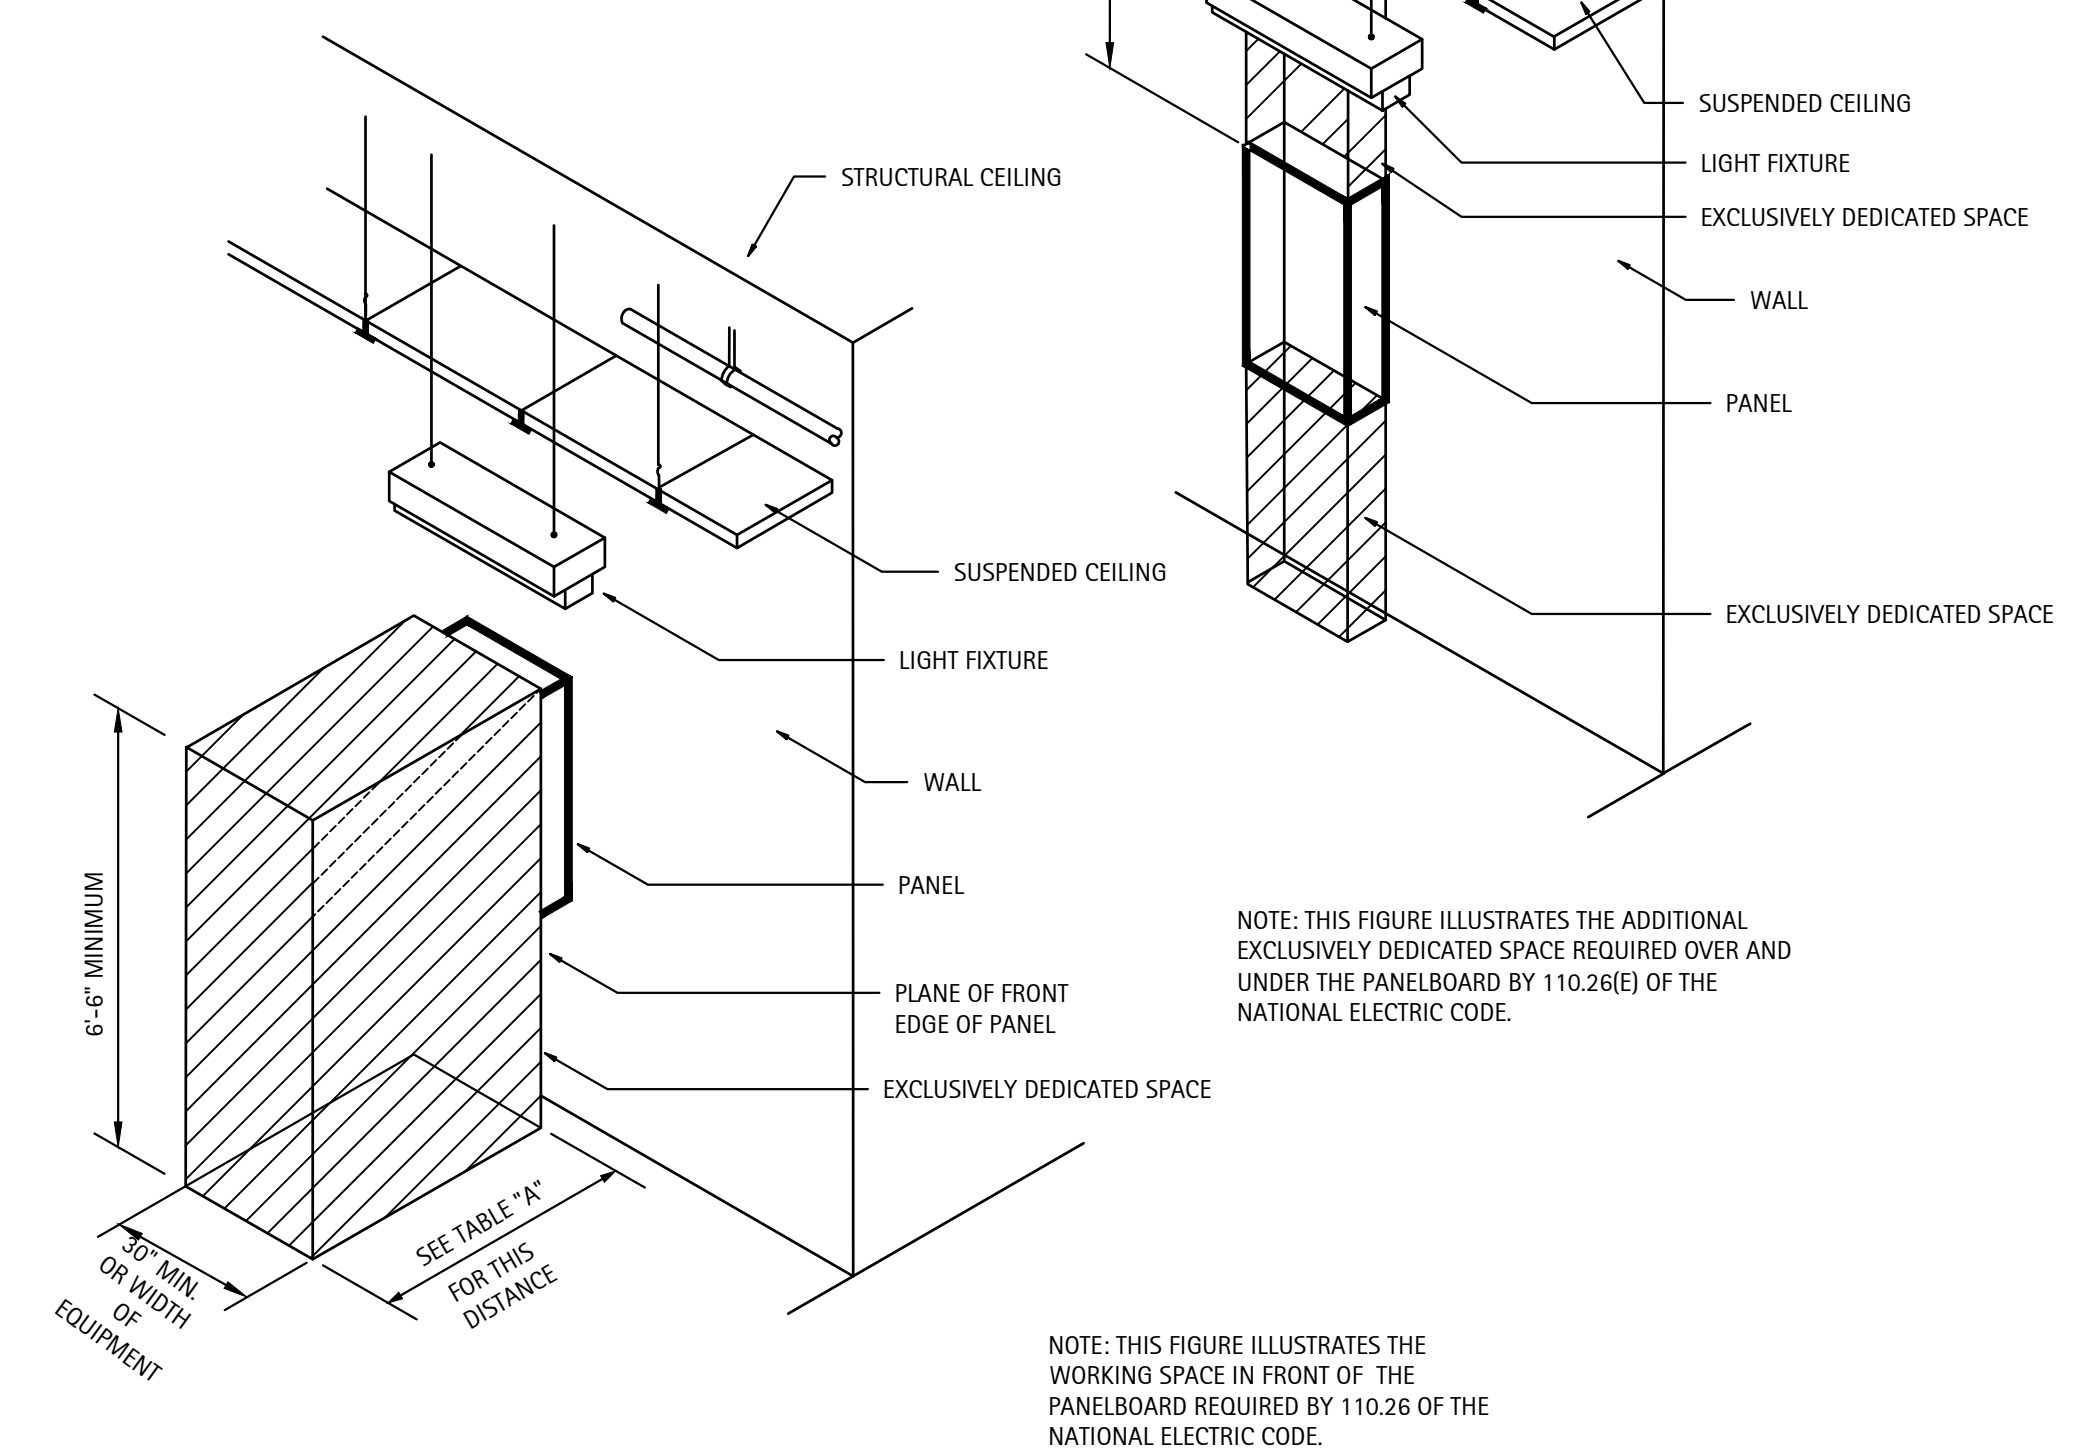 STRUCTURAL CEILING
SUSPENDED CEILING
LIGHT FIXTURE
WALL
PANEL
PLANE OF FRONT
EDGE OF PANEL
EXCLUSIVELY DEDICATED SPACE
6'-6" MINIMUM
30" MIN.
OR WIDTH
OF
EQUIPMENT
SEE TABLE "A"
FOR THIS
DISTANCE
NOTE: THIS FIGURE ILLUSTRATES THE
WORKING SPACE IN FRONT OF THE
PANELBOARD REQUIRED BY 110.26 OF THE
NATIONAL ELECTRIC CODE.
SUSPENDED CEILING
LIGHT FIXTURE
EXCLUSIVELY DEDICATED SPACE
WALL
PANEL
EXCLUSIVELY DEDICATED SPACE
NOTE: THIS FIGURE ILLUSTRATES THE ADDITIONAL
EXCLUSIVELY DEDICATED SPACE REQUIRED OVER AND
UNDER THE PANELBOARD BY 110.26(E) OF THE
NATIONAL ELECTRIC CODE.